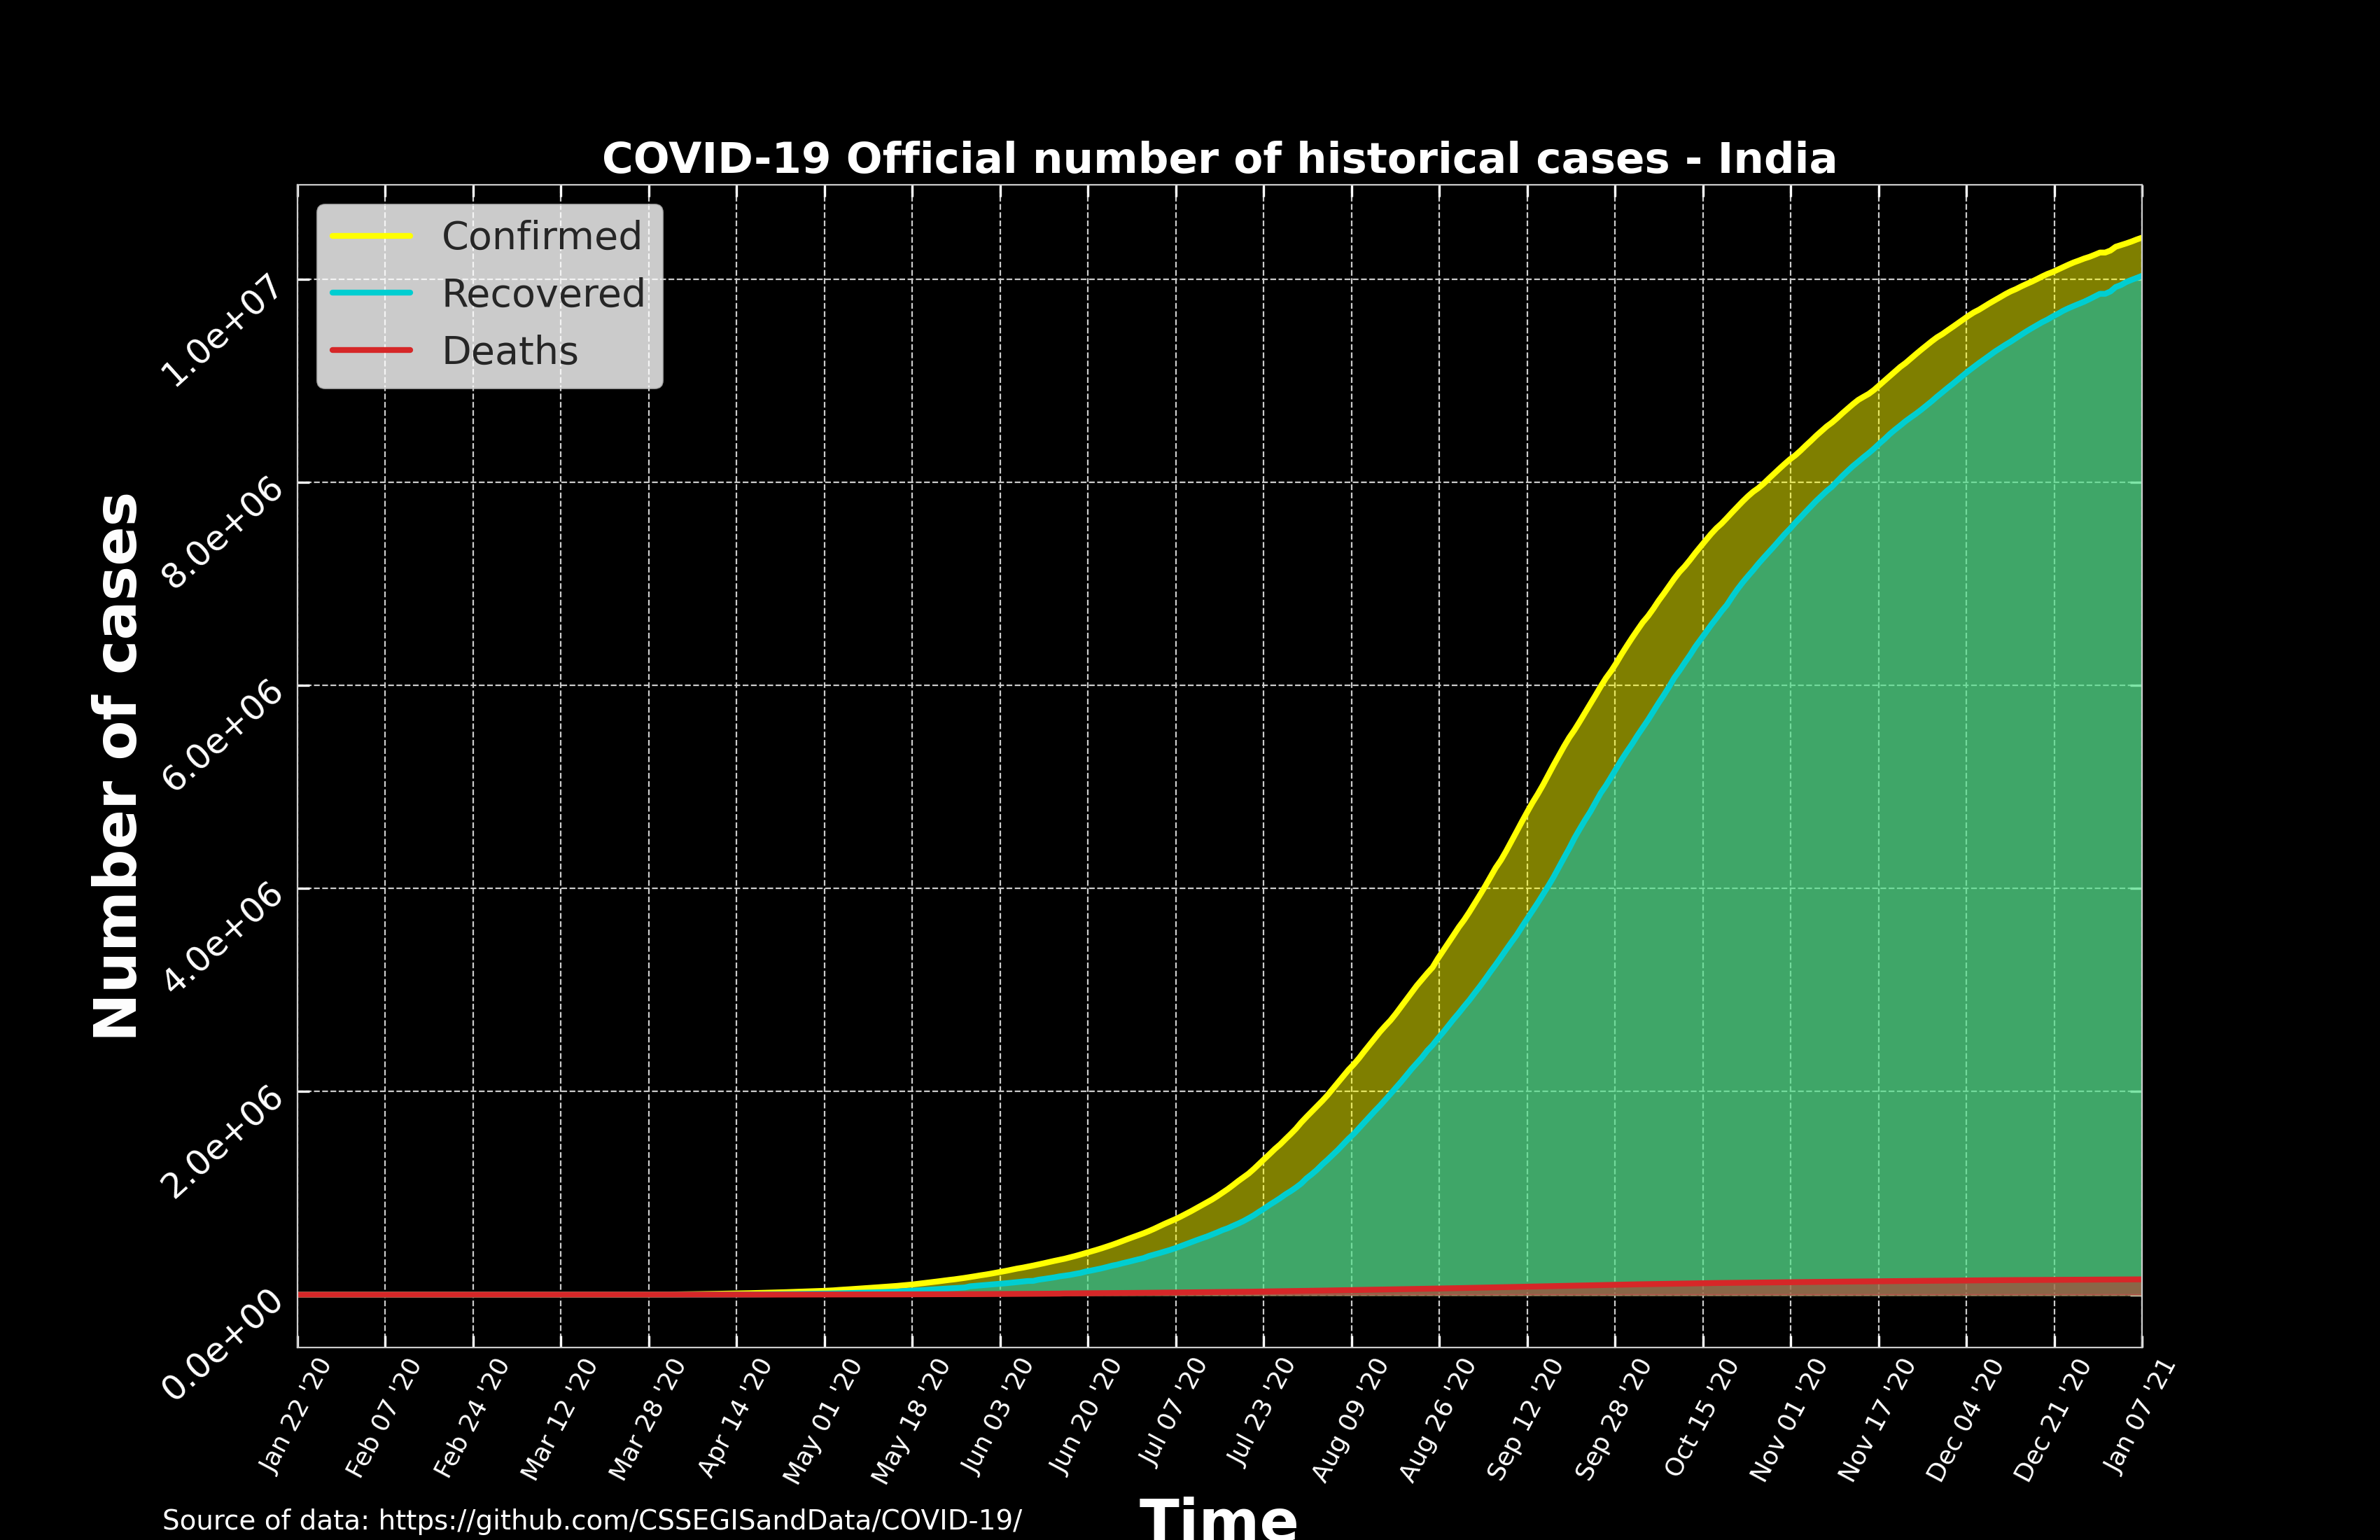 COVID-19 Official number of historical cases - India
Confirmed
Recovered
Deaths
Number of cases
1.0e+07
8.0e+06
6.0e+06
4.0e+06
2.0e+06
0.0e+00
Jan 22 '20
Feb 07 '20
Feb 24 '20
Mar 12 '20
Mar 28 '20
Apr 14 '20
May 01 '20
May 18 '20
Jun 03 '20
Jun 20 '20
Jul 07 '20
Jul 23 '20
Aug 09 '20
Aug 26 '20
Sep 12 '20
Sep 28 '20
Oct 15 '20
Nov 01 '20
Nov 17 '20
Dec 04 '20
Dec 21 '20
Jan 07 '21
Time
Source of data: https://github.com/CSSEGISandData/COVID-19/